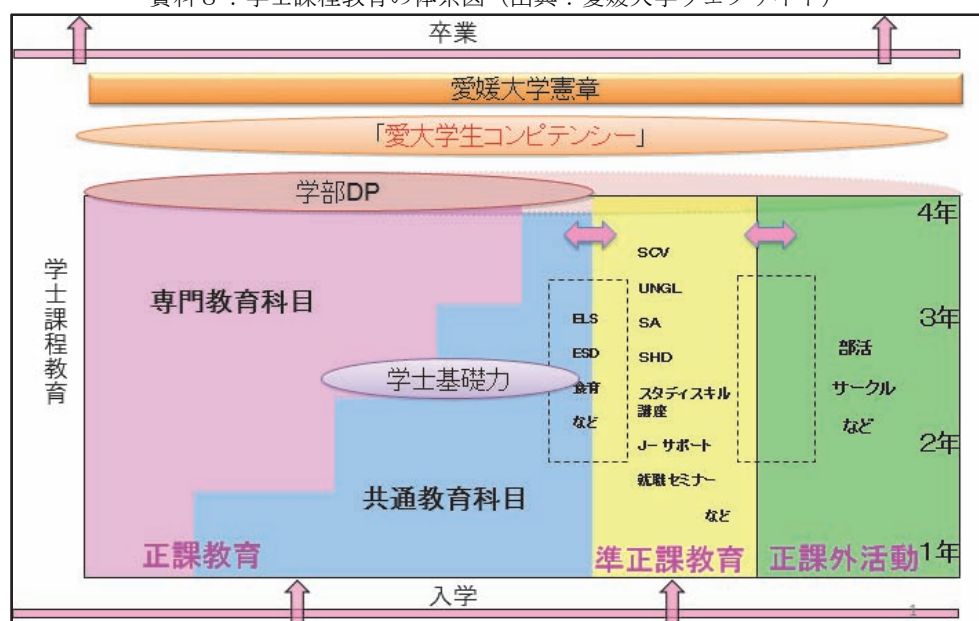 資料３：学士課程教育の体系図（出典：愛媛大学ウェブサイト）
卒業
愛媛大学憲章
「愛大学生コンピテンシー」
学部DP
学士課程教育
専門教育科目
学士基礎力
共通教育科目
正課教育
ELS
ESD
食育
など
SCV
UNGL
SA
SHD
スタディスキル
講座
J－サポート
就職セミナー
など
準正課教育
部活
サークル
など
正課外活動
4年
3年
2年
1年
入学
1